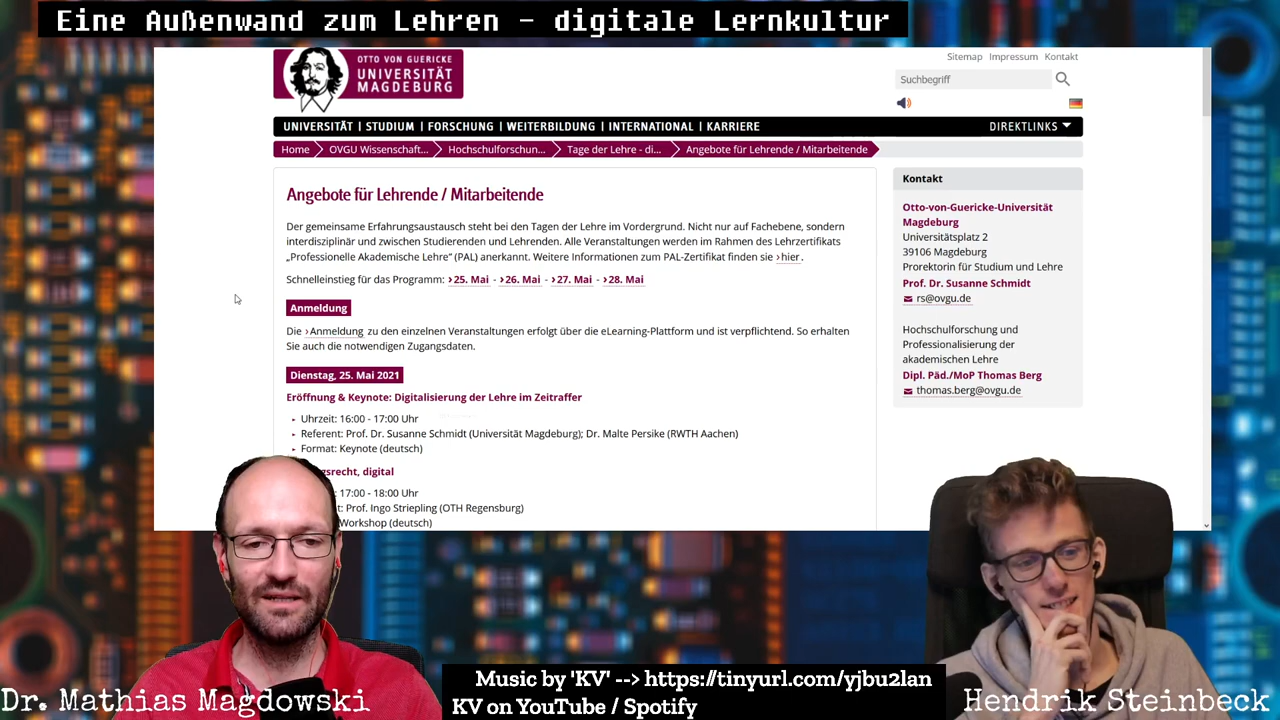 Eine Außenwand zum Lehren - digitale Lernkultur
OTTO VON GUERICKE
UNIVERSITÄT
MAGDEBURG
Sitemap Impressum Kontakt
Suchbegriff
UNIVERSITÄT | STUDIUM | FORSCHUNG | WEITERBILDUNG | INTERNATIONAL | KARRIERE
DIREKTLINKS
Home OVGU Wissenschaft... Hochschulforschun... Tage der Lehre - di... Angebote für Lehrende / Mitarbeitende
Angebote für Lehrende / Mitarbeitende
Der gemeinsame Erfahrungsaustausch steht bei den Tagen der Lehre im Vordergrund. Nicht nur auf Fachebene, sondern
interdisziplinär und zwischen Studierenden und Lehrenden. Alle Veranstaltungen werden im Rahmen des Lehrzertifikats
„Professionelle Akademische Lehre“ (PAL) anerkannt. Weitere Informationen zum PAL-Zertifikat finden sie ›hier.
Schnelleinstieg für das Programm: ›25. Mai - ›26. Mai - ›27. Mai - ›28. Mai
Anmeldung
Die ›Anmeldung zu den einzelnen Veranstaltungen erfolgt über die eLearning-Plattform und ist verpflichtend. So erhalten
Sie auch die notwendigen Zugangsdaten.
Dienstag, 25. Mai 2021
Eröffnung & Keynote: Digitalisierung der Lehre im Zeitraffer
Uhrzeit: 16:00 - 17:00 Uhr
Referent: Prof. Dr. Susanne Schmidt (Universität Magdeburg); Dr. Malte Persike (RWTH Aachen)
Format: Keynote (deutsch)
gsrecht, digital
17:00 - 18:00 Uhr
t: Prof. Ingo Striepling (OTH Regensburg)
Workshop (deutsch)
Kontakt
Otto-von-Guericke-Universität
Magdeburg
Universitätsplatz 2
39106 Magdeburg
Prorektorin für Studium und Lehre
Prof. Dr. Susanne Schmidt
rs@ovgu.de
Hochschulforschung und
Professionalisierung der
akademischen Lehre
Dipl. Päd./MoP Thomas Berg
thomas.berg@ovgu.de
Dr. Mathias Magdowski
Music by 'KV' --> https://tinyurl.com/yjbu2lan
KV on YouTube / Spotify
Hendrik Steinbeck